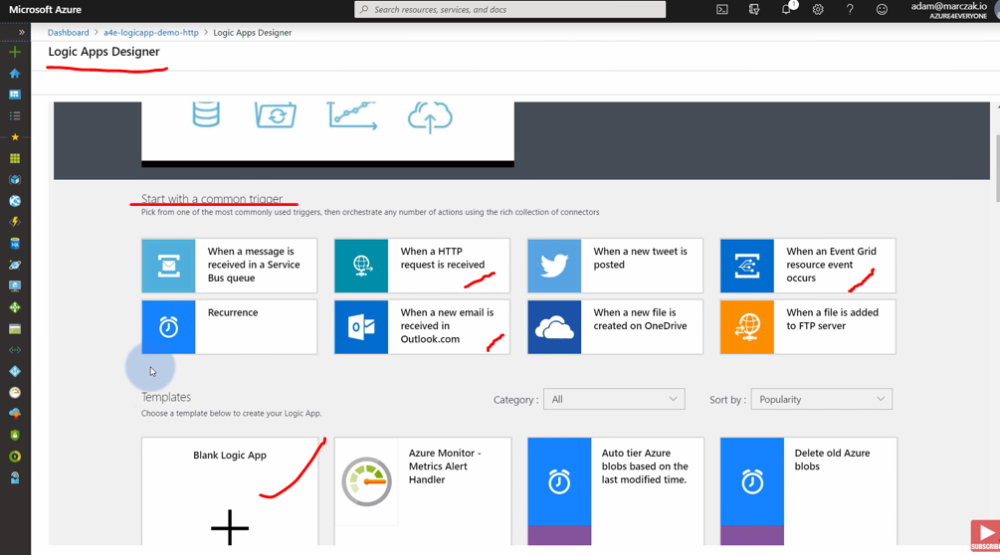 Microsoft Azure
Search resources, services, and docs
1
adam@marczak.io
AZURE4EVERYONE
Dashboard > a4e-logicapp-demo-http > Logic Apps Designer
Logic Apps Designer
Start with a common trigger
Pick from one of the most commonly used triggers, then orchestrate any number of actions using the rich collection of connectors
When a message is
received in a Service
Bus queue
When a HTTP
request is received
When a new tweet is
posted
When an Event Grid
resource event
occurs
Recurrence
When a new email is
received in
Outlook.com
When a new file is
created on OneDrive
When a file is added
to FTP server
Templates
Choose a template below to create your Logic App.
Category : All
Sort by : Popularity
Blank Logic App
Azure Monitor -
Metrics Alert
Handler
Auto tier Azure
blobs based on the
last modified time.
Delete old Azure
blobs
SUBSCRIBE